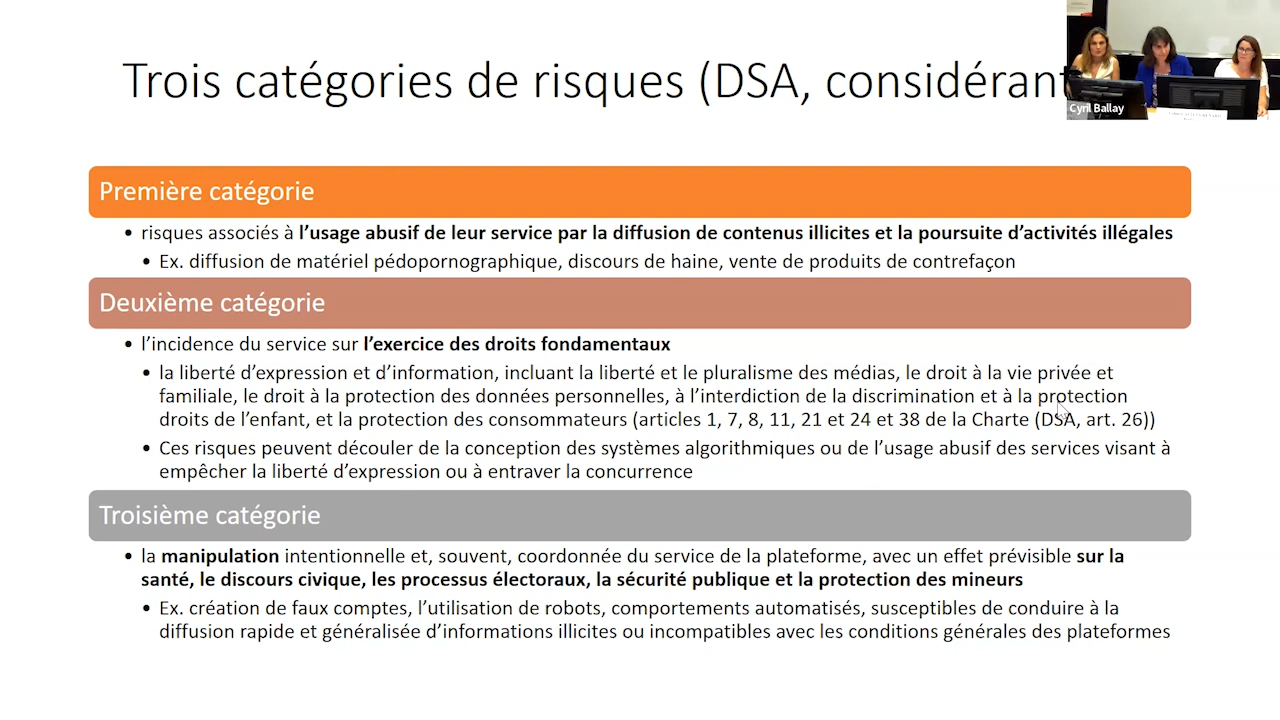 Trois catégories de risques (DSA, considérant
Cyril Ballay
Première catégorie
• risques associés à l’usage abusif de leur service par la diffusion de contenus illicites et la poursuite d’activités illégales
• Ex. diffusion de matériel pédopornographique, discours de haine, vente de produits de contrefaçon
Deuxième catégorie
• l’incidence du service sur l’exercice des droits fondamentaux
• la liberté d’expression et d’information, incluant la liberté et le pluralisme des médias, le droit à la vie privée et
familiale, le droit à la protection des données personnelles, à l’interdiction de la discrimination et à la protection
droits de l’enfant, et la protection des consommateurs (articles 1, 7, 8, 11, 21 et 24 et 38 de la Charte (DSA, art. 26))
• Ces risques peuvent découler de la conception des systèmes algorithmiques ou de l’usage abusif des services visant à
empêcher la liberté d’expression ou à entraver la concurrence
Troisième catégorie
• la manipulation intentionnelle et, souvent, coordonnée du service de la plateforme, avec un effet prévisible sur la
santé, le discours civique, les processus électoraux, la sécurité publique et la protection des mineurs
• Ex. création de faux comptes, l’utilisation de robots, comportements automatisés, susceptibles de conduire à la
diffusion rapide et généralisée d’informations illicites ou incompatibles avec les conditions générales des plateformes